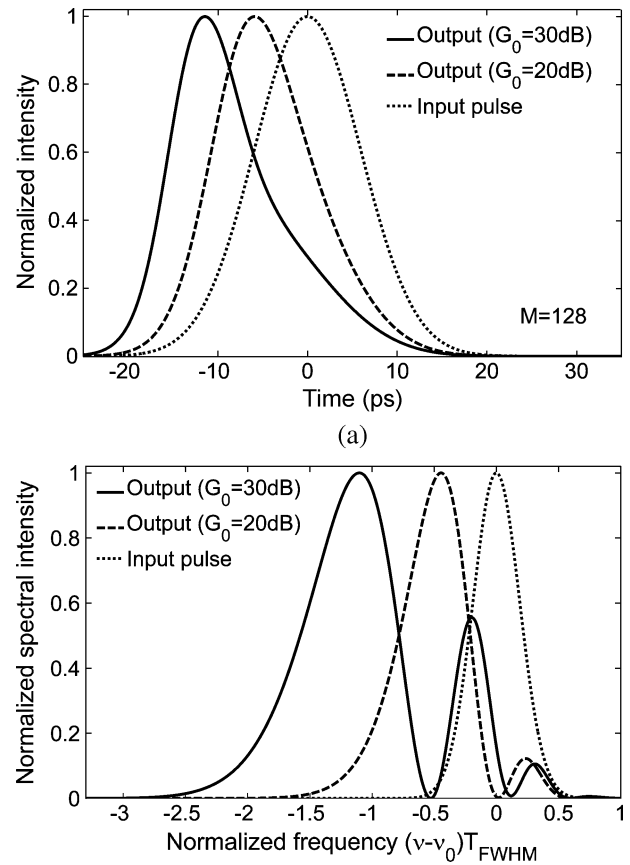 1
0.8
0.6
0.4
0.2
0
Normalized intensity
Output (G0=30dB)
Output (G0=20dB)
Input pulse
M=128
-20 -10 0 10 20 30
Time (ps)
(a)
1
0.8
0.6
0.4
0.2
0
Normalized spectral intensity
Output (G0=30dB)
Output (G0=20dB)
Input pulse
-3 -2.5 -2 -1.5 -1 -0.5 0 0.5 1
Normalized frequency (ν-ν0)TFWHM